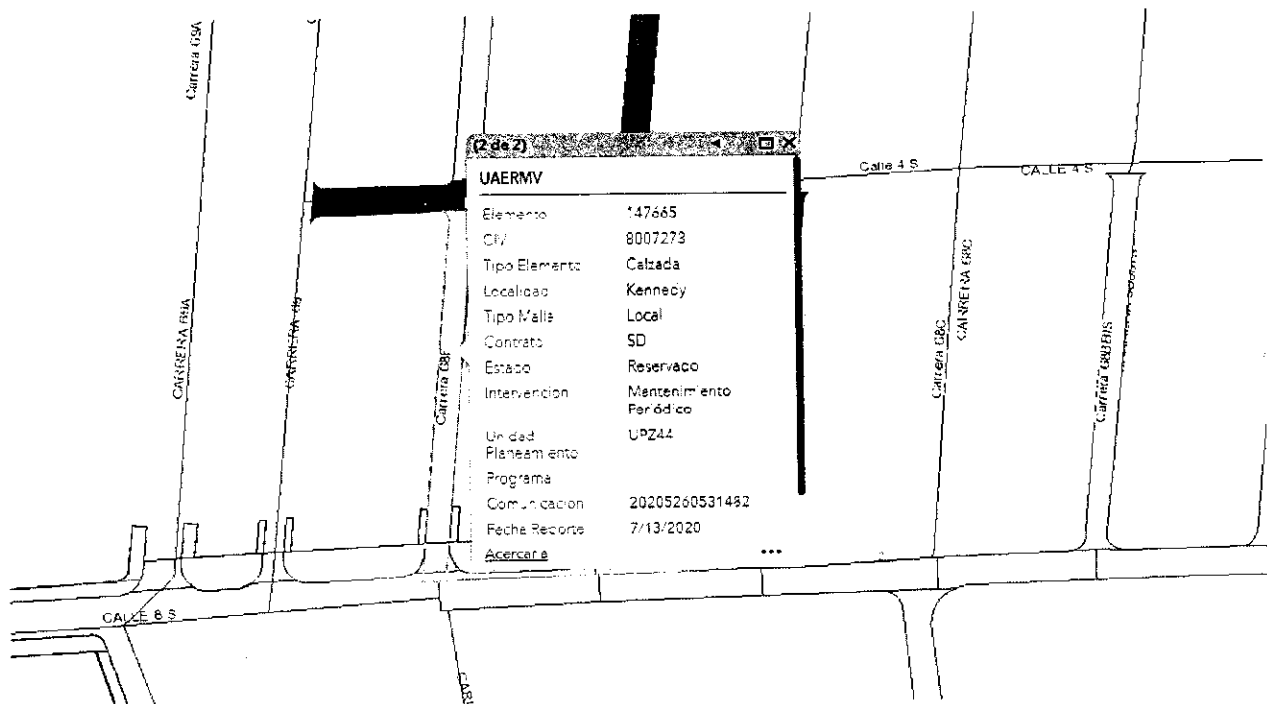 Carrera 69A
(2 de 2)
UAERMV
Elemento 147665
CIV 8007273
Tipo Elemento Calzada
Localidad Kennedy
Tipo Malla Local
Contrato SD
Estado Reservado
Intervencion Mantenimiento
Periódico
Unidad UPZ44
Planeamiento
Programa
Comunicacion 20205260531482
Fecha Reporte 7/13/2020
Acercar a
Calle 4 S
CALLE 4 S
CARRERA 69A
CARRERA 69
Carrera 68F
Carrera 68C
CARRERA 68C
Carrera 68BBIS
CALLE 8 S